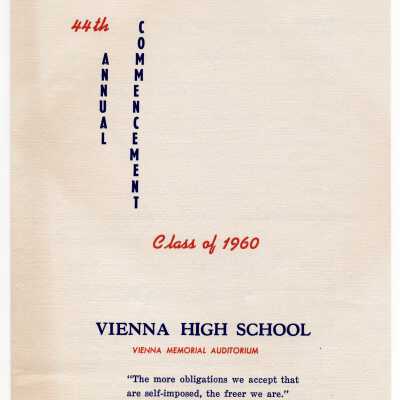 44th
ANNUAL
COMMENCEMENT
Class of 1960
VIENNA HIGH SCHOOL
VIENNA MEMORIAL AUDITORIUM
"The more obligations we accept that
are self-imposed, the freer we are."